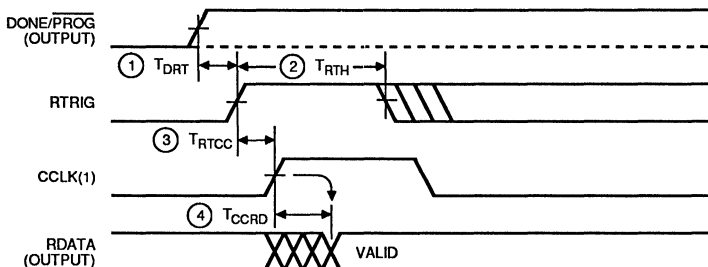 DONE/PROG
(OUTPUT)
1 TDRT
2 TRTH
RTRIG
3 TRTCC
CCLK(1)
4 TCCRD
RDATA
(OUTPUT)
VALID